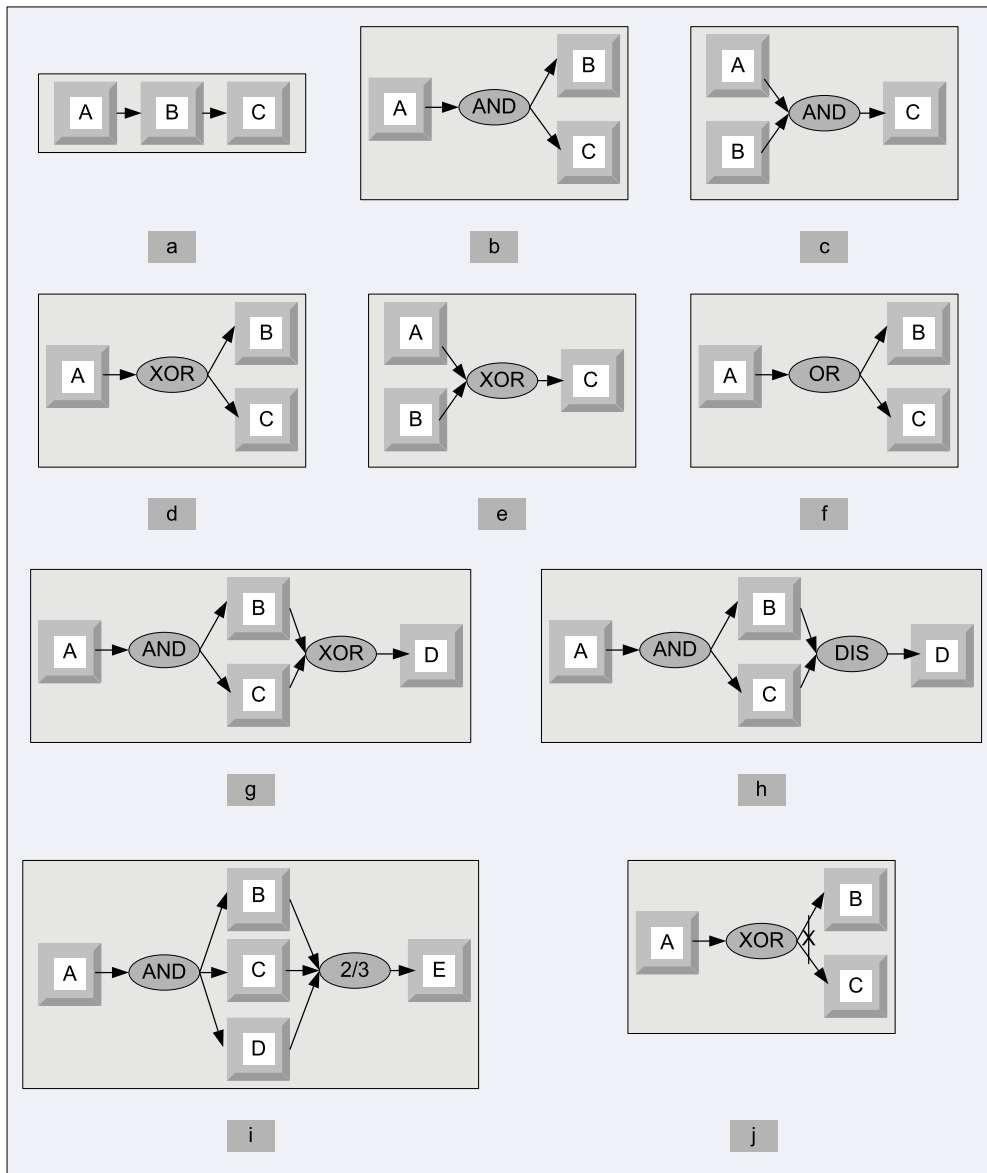 A B C
A AND B C
A B AND C
a b c
A XOR B C
A B XOR C
A OR B C
d e f
A AND B C XOR D
A AND B C DIS D
g h
A AND B C D 2/3 E
A XOR X B C
i j